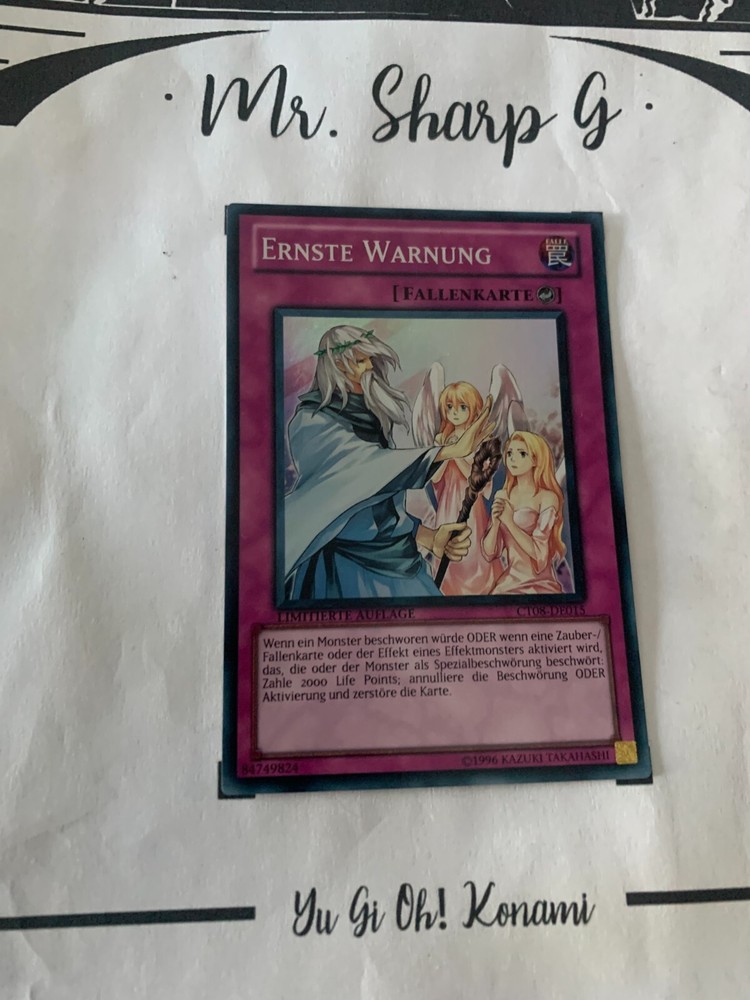 · Mr. Sharp G ·
ERNSTE WARNUNG
FALLE
罠
[FALLENKARTE]
LIMITIERTE AUFLAGE CT08-DE015
Wenn ein Monster beschworen würde ODER wenn eine Zauber-/
Fallenkarte oder der Effekt eines Effektmonsters aktiviert wird,
das, die oder der Monster als Spezialbeschwörung beschwört:
Zahle 2000 Life Points; annulliere die Beschwörung ODER
Aktivierung und zerstöre die Karte.
84749824 ©1996 KAZUKI TAKAHASHI
Yu Gi Oh! Konami